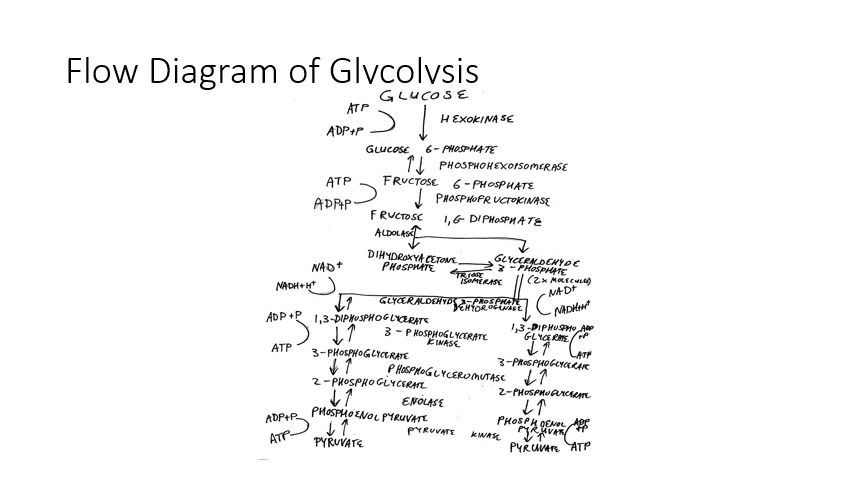 Flow Diagram of Glycolysis
GLUCOSE
ATP
ADP+P
HEXOKINASE
GLUCOSE 6-PHOSPHATE
PHOSPHOHEXOISOMERASE
ATP
ADP+P
FRUCTOSE 6-PHOSPHATE
PHOSPHOFRUCTOKINASE
FRUCTOSE 1,6 DIPHOSPHATE
ALDOLASE
DIHYDROXYACETONE
PHOSPHATE
TRIOSE
ISOMERASE
GLYCERALDEHYDE
3-PHOSPHATE
(2X MOLECULES)
NAD+
NADH+H+
NAD+
NADH+H+
GLYCERALDEHYDE 3-PHOSPHATE
DEHYDROGENASE
ADP+P
ATP
1,3-DIPHOSPHOGLYCERATE
3-PHOSPHOGLYCERATE
KINASE
1,3-DIPHOSPHO
GLYCERATE
ADP
+P
ATP
3-PHOSPHOGLYCERATE
3-PHOSPHOGLYCERATE
PHOSPHOGLYCEROMUTASE
2-PHOSPHOGLYCERATE
2-PHOSPHOGLYCERATE
ENOLASE
ADP+P
ATP
PHOSPHOENOL PYRUVATE
PHOSPHOENOL
PYRUVATE
ADP
+P
ATP
PYRUVATE KINASE
PYRUVATE
PYRUVATE